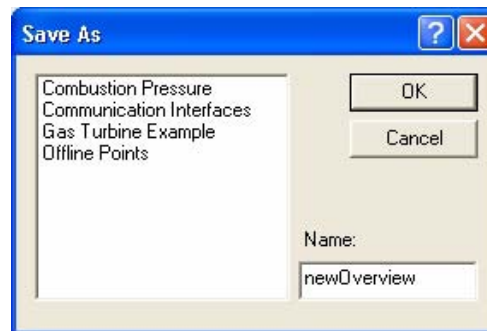 Save As
Combustion Pressure
Communication Interfaces
Gas Turbine Example
Offline Points
OK
Cancel
Name:
newOverview